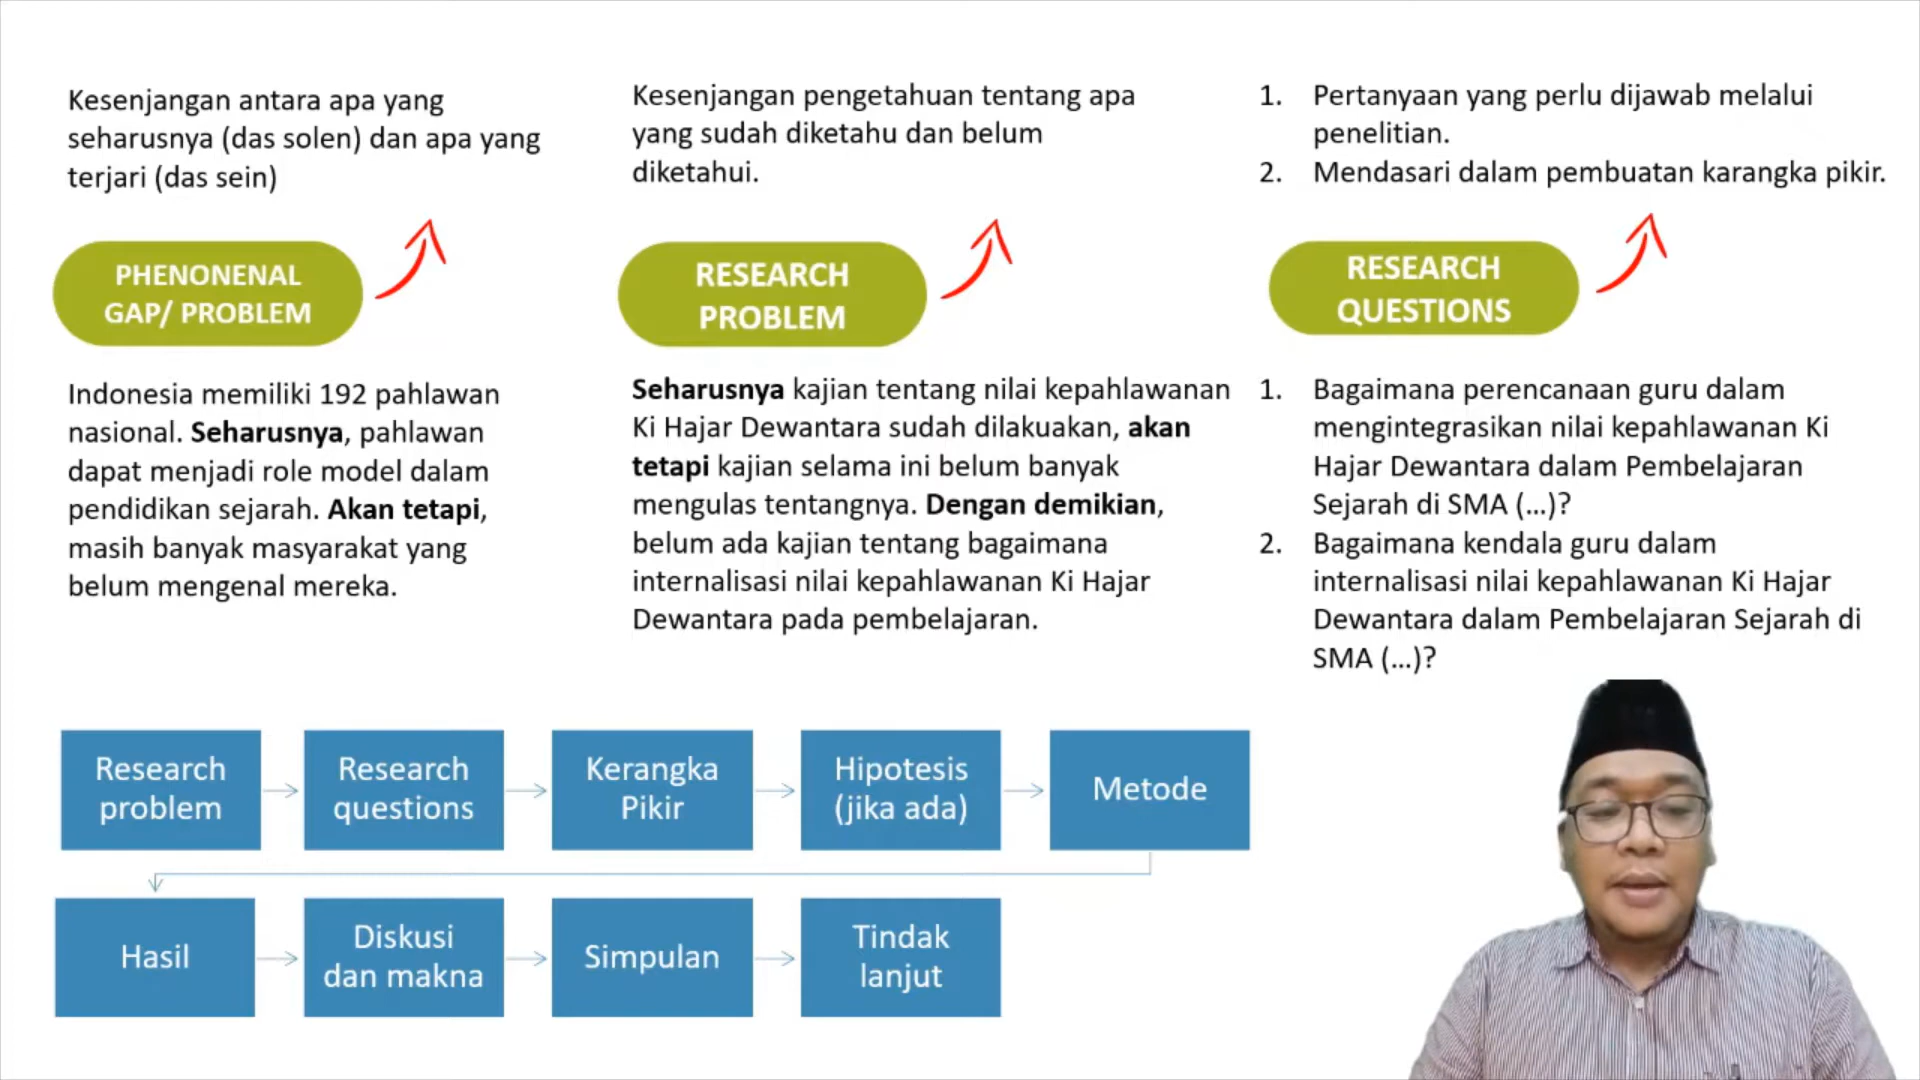 Kesenjangan antara apa yang
seharusnya (das solen) dan apa yang
terjari (das sein)
PHENONENAL
GAP/ PROBLEM
Indonesia memiliki 192 pahlawan
nasional. Seharusnya, pahlawan
dapat menjadi role model dalam
pendidikan sejarah. Akan tetapi,
masih banyak masyarakat yang
belum mengenal mereka.
Kesenjangan pengetahuan tentang apa
yang sudah diketahu dan belum
diketahui.
RESEARCH
PROBLEM
Seharusnya kajian tentang nilai kepahlawanan
Ki Hajar Dewantara sudah dilakuakan, akan
tetapi kajian selama ini belum banyak
mengulas tentangnya. Dengan demikian,
belum ada kajian tentang bagaimana
internalisasi nilai kepahlawanan Ki Hajar
Dewantara pada pembelajaran.
1. Pertanyaan yang perlu dijawab melalui
penelitian.
2. Mendasari dalam pembuatan karangka pikir.
RESEARCH
QUESTIONS
1. Bagaimana perencanaan guru dalam
mengintegrasikan nilai kepahlawanan Ki
Hajar Dewantara dalam Pembelajaran
Sejarah di SMA (...)?
2. Bagaimana kendala guru dalam
internalisasi nilai kepahlawanan Ki Hajar
Dewantara dalam Pembelajaran Sejarah di
SMA (...)?
Research
problem
Research
questions
Kerangka
Pikir
Hipotesis
(jika ada)
Metode
Hasil
Diskusi
dan makna
Simpulan
Tindak
lanjut